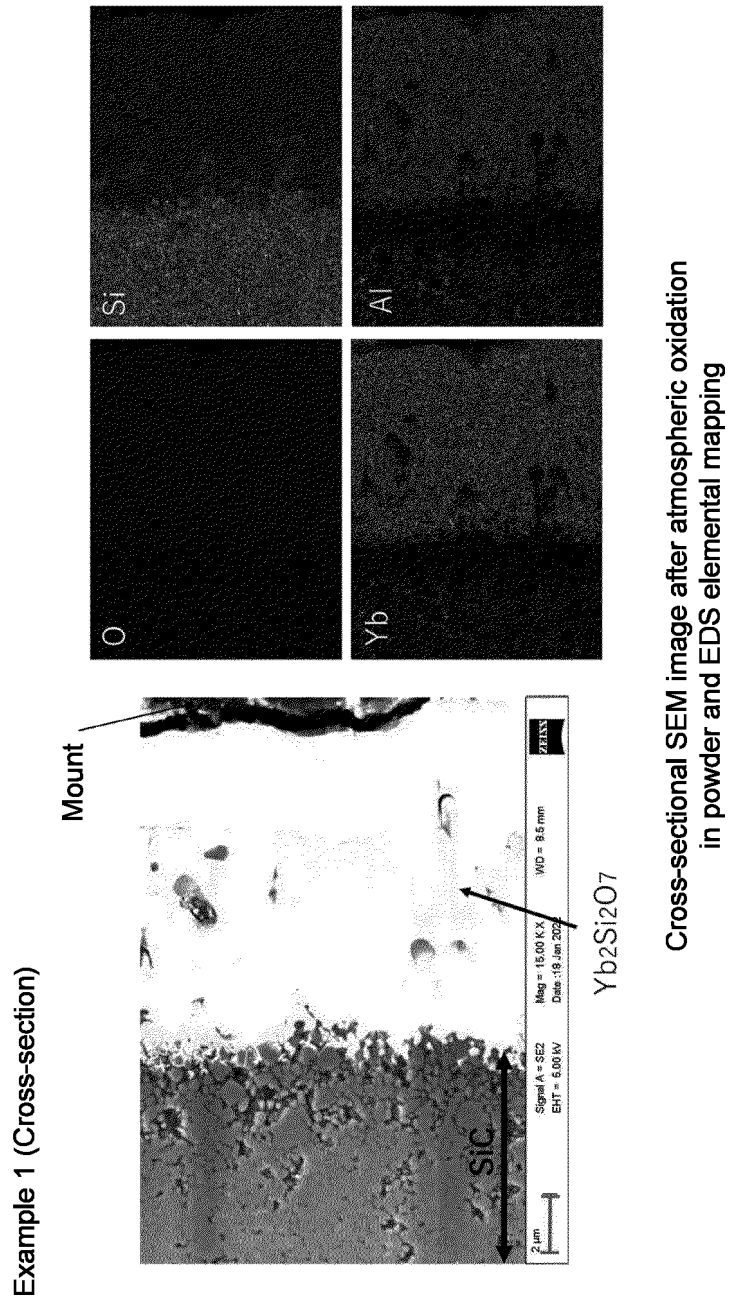 Example 1 (Cross-section)
Mount
SiC
Yb2Si2O7
2 µm
Signal A = SE2
EHT = 5.00 kV
Mag = 15.00 K X
Date :18 Jan 2022
WD = 8.5 mm
ZEISS
O
Si
Yb
Al
Cross-sectional SEM image after atmospheric oxidation
in powder and EDS elemental mapping